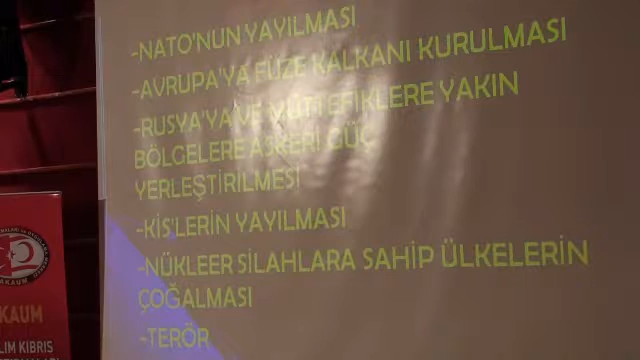 -NATO'NUN YAYILMASI
-AVRUPA'YA FÜZE KALKANI KURULMASI
-RUSYA'YA VE MÜTTEFİKLERE YAKIN
BÖLGELERE ASKERİ GÜÇ
YERLEŞTİRİLMESİ
-KİS'LERİN YAYILMASI
-NÜKLEER SİLAHLARA SAHİP ÜLKELERİN
ÇOĞALMASI
-TERÖR
AKAUM
KAUM
LIM KIBRIS